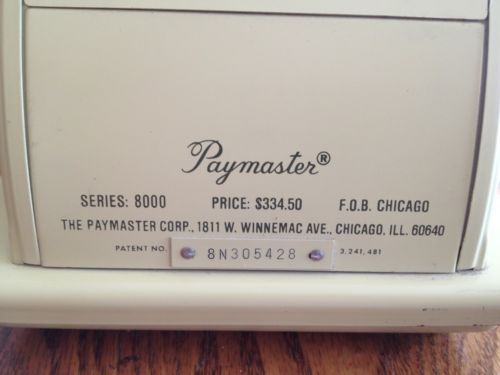 Paymaster®
SERIES: 8000 PRICE: $334.50 F.O.B. CHICAGO
THE PAYMASTER CORP., 1811 W. WINNEMAC AVE., CHICAGO, ILL. 60640
PATENT NO. 8N305428 3,241,481